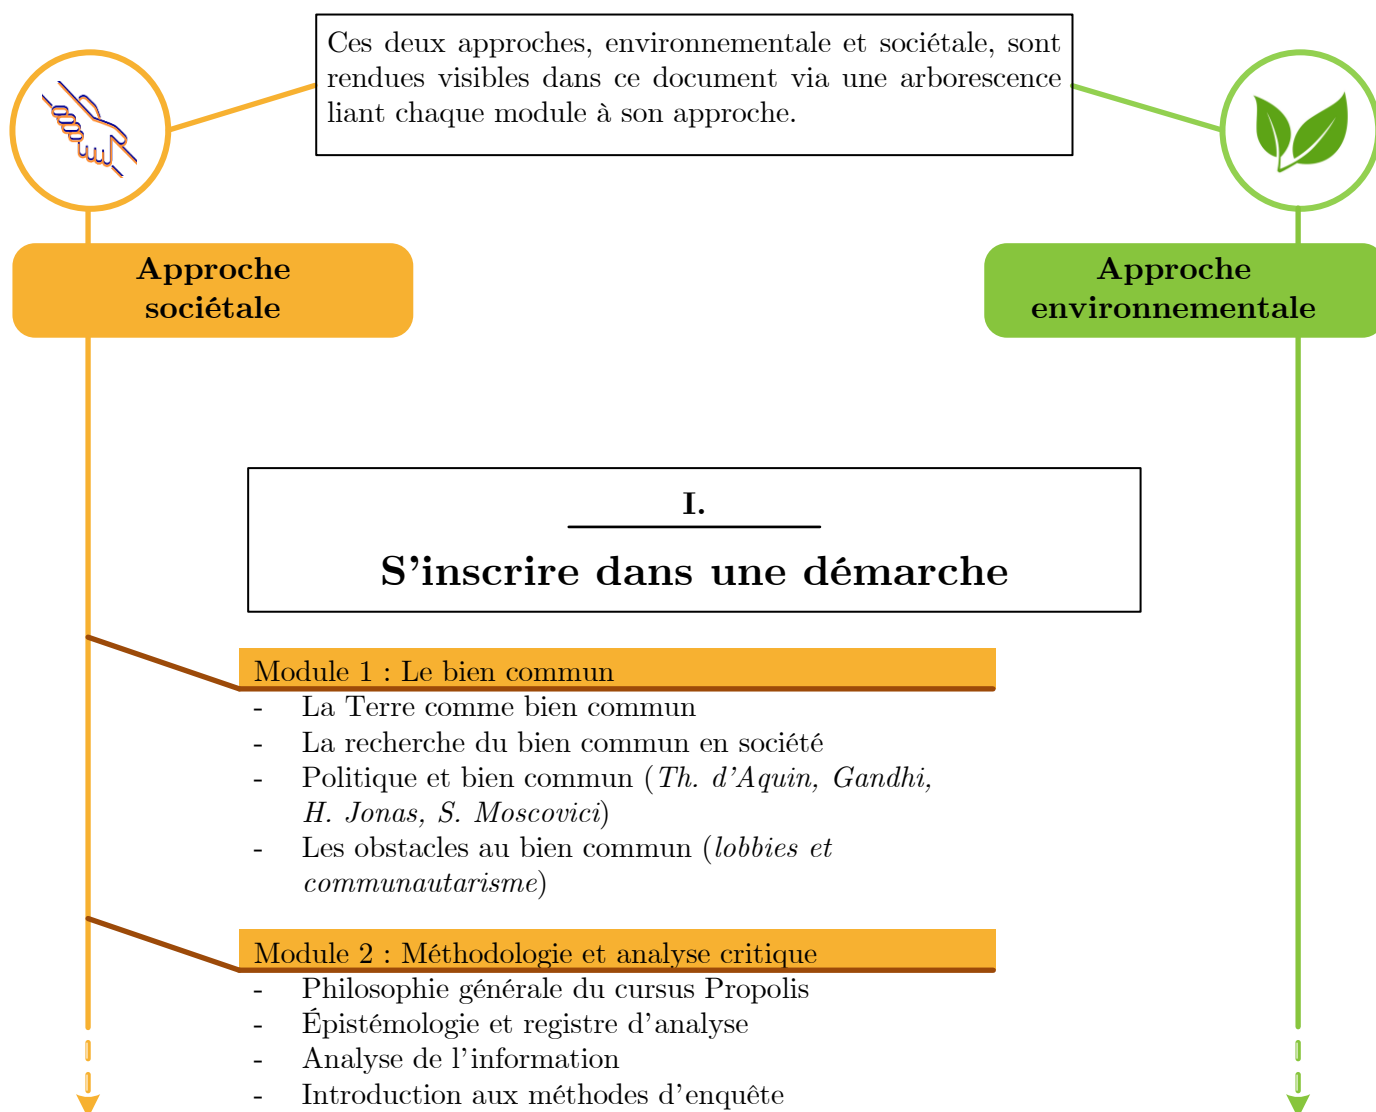 Ces deux approches, environnementale et sociétale, sont
rendues visibles dans ce document via une arborescence
liant chaque module à son approche.
Approche
sociétale
Approche
environnementale
I.
S'inscrire dans une démarche
Module 1 : Le bien commun
- La Terre comme bien commun
- La recherche du bien commun en société
- Politique et bien commun (Th. d'Aquin, Gandhi,
H. Jonas, S. Moscovici)
- Les obstacles au bien commun (lobbies et
communautarisme)
Module 2 : Méthodologie et analyse critique
- Philosophie générale du cursus Propolis
- Épistémologie et registre d'analyse
- Analyse de l'information
- Introduction aux méthodes d'enquête